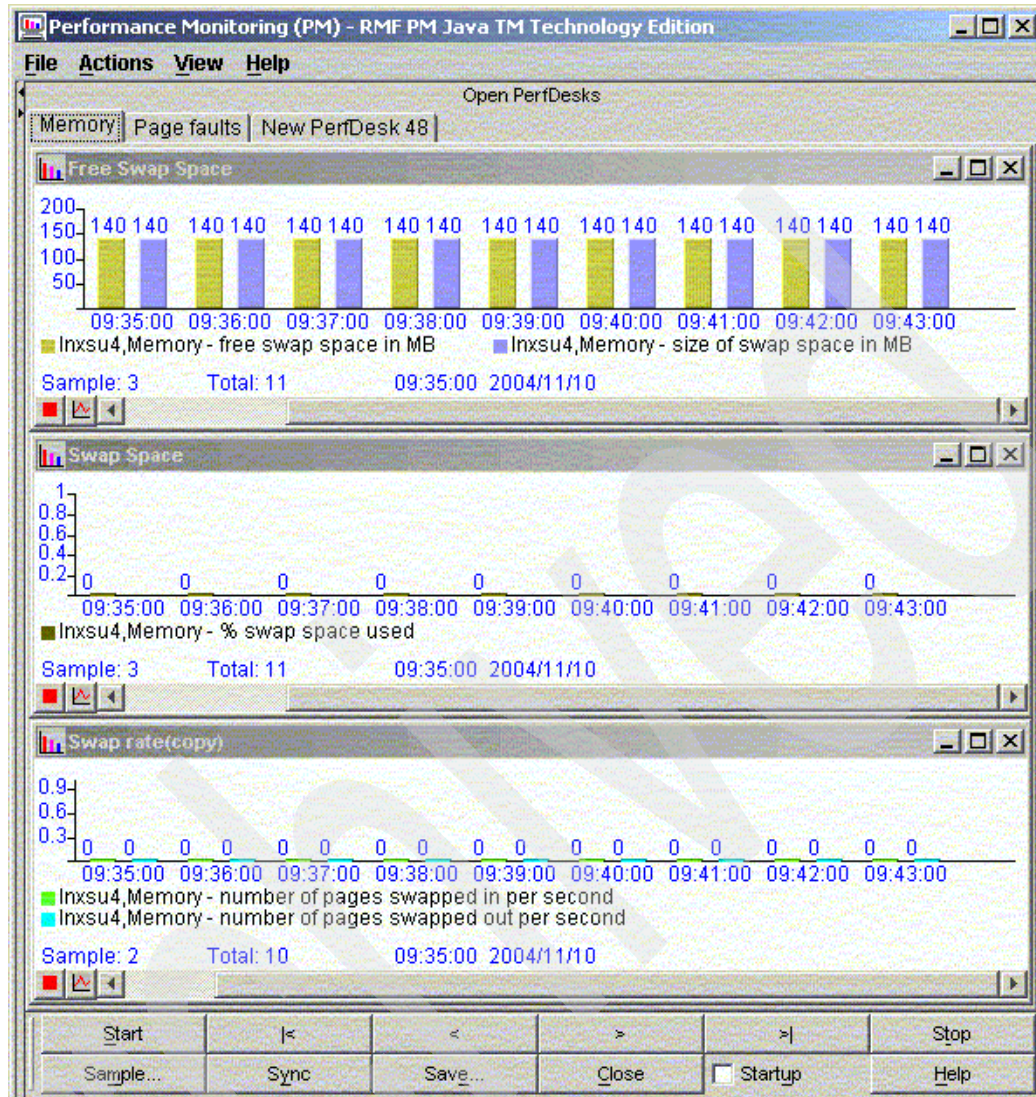 Performance Monitoring (PM) - RMF PM Java TM Technology Edition
File Actions View Help
Open PerfDesks
Memory Page faults New PerfDesk 48
Free Swap Space
200
150
100
50
140 140 140 140 140 140 140 140 140 140 140 140 140 140 140 140 140 140
09:35:00 09:36:00 09:37:00 09:38:00 09:39:00 09:40:00 09:41:00 09:42:00 09:43:00
lnxsu4,Memory - free swap space in MB lnxsu4,Memory - size of swap space in MB
Sample: 3 Total: 11 09:35:00 2004/11/10
Swap Space
1
0.8
0.6
0.4
0.2
0 0 0 0 0 0 0 0 0
09:35:00 09:36:00 09:37:00 09:38:00 09:39:00 09:40:00 09:41:00 09:42:00 09:43:00
lnxsu4,Memory - % swap space used
Sample: 3 Total: 11 09:35:00 2004/11/10
Swap rate(copy)
0.9
0.6
0.3
0 0 0 0 0 0 0 0 0 0 0 0 0 0 0 0 0 0
09:35:00 09:36:00 09:37:00 09:38:00 09:39:00 09:40:00 09:41:00 09:42:00 09:43:00
lnxsu4,Memory - number of pages swapped in per second
lnxsu4,Memory - number of pages swapped out per second
Sample: 2 Total: 10 09:35:00 2004/11/10
Start |< < > >| Stop
Sample... Sync Save... Close Startup Help